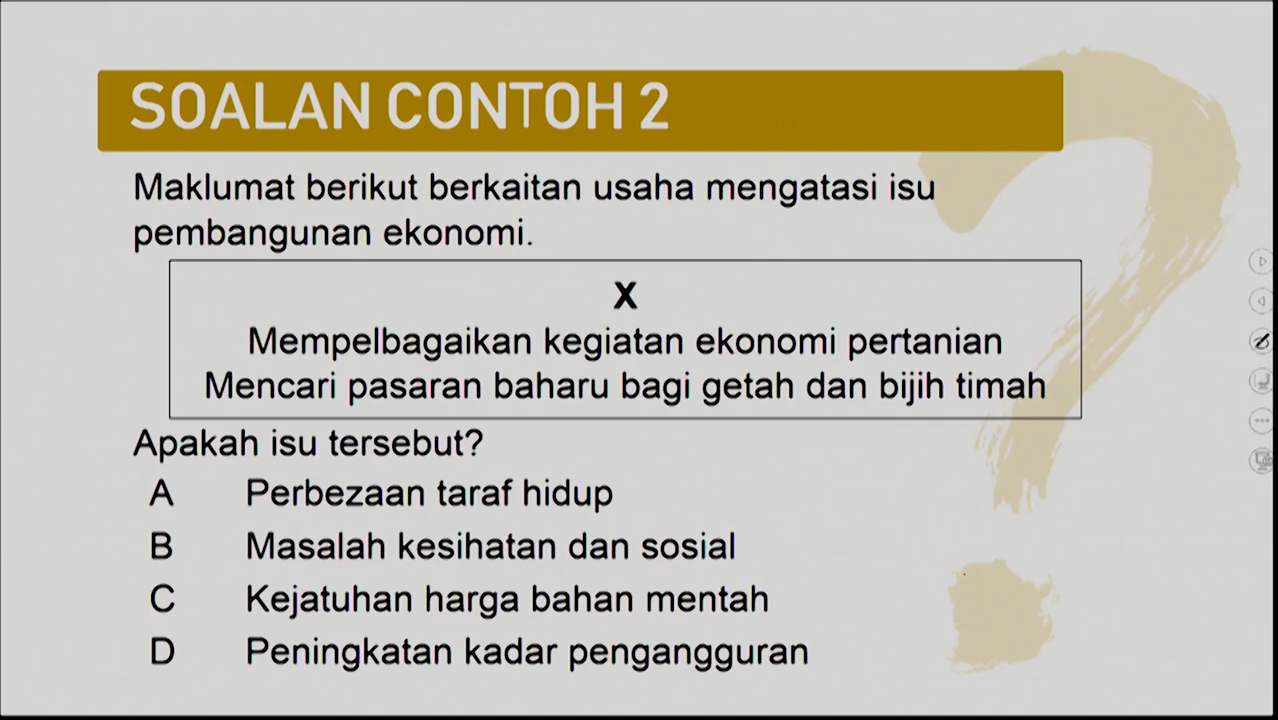 SOALAN CONTOH 2
Maklumat berikut berkaitan usaha mengatasi isu
pembangunan ekonomi.
X
Mempelbagaikan kegiatan ekonomi pertanian
Mencari pasaran baharu bagi getah dan bijih timah
Apakah isu tersebut?
A Perbezaan taraf hidup
B Masalah kesihatan dan sosial
C Kejatuhan harga bahan mentah
D Peningkatan kadar pengangguran